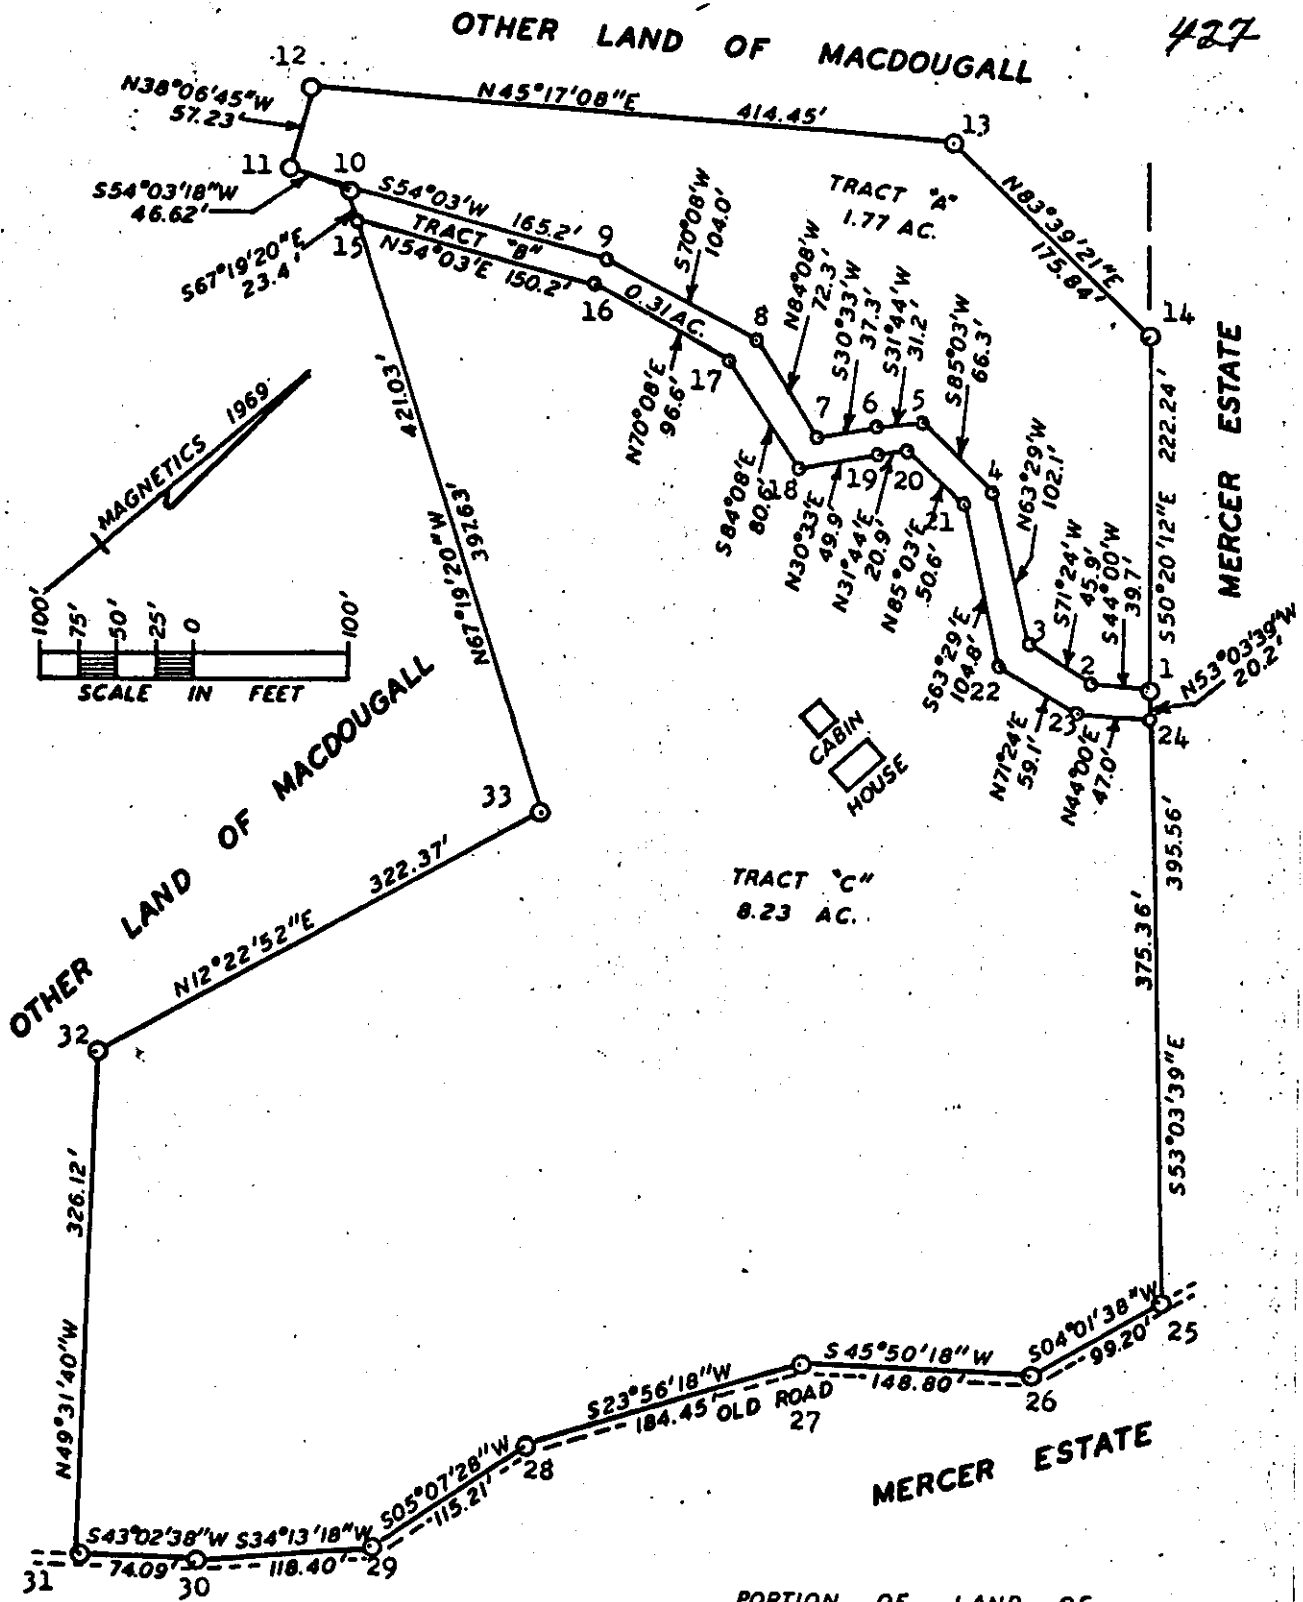 427
OTHER LAND OF MACDOUGALL
12
N38°06'45"W
57.23'
N45°17'08"E 414.45'
13
11
10
S54°03'18"W
46.62'
S54°03'W 165.2'
9
TRACT "B"
0.31 AC.
N54°03'E 150.2'
15
S67°19'20"E
23.4'
16
S70°08'W
104.0'
TRACT "A"
1.77 AC.
N83°39'21"E
175.84'
14
8
17
N84°08'W
72.3'
S30°33'W
37.3'
S31°44'W
31.2'
S85°03'W
66.3'
7
6
5
4
N70°08'E
96.6'
18
19
20
21
S84°08'E
80.6'
N30°33'E
49.9'
N31°44'E
20.9'
N85°03'E
50.6'
N63°29'W
102.1'
S71°24'W
45.9'
S44°00'W
39.7'
S50°20'12"E 222.24'
MERCER ESTATE
3
2
1
N53°03'39"W
20.2'
S63°29'E
104.8'
22
23
24
N71°24'E
59.1'
N44°00'E
47.0'
MAGNETICS 1969
100' 75' 50' 25' 0 100'
SCALE IN FEET
421.03'
397.63'
N67°19'20"W
OTHER LAND OF MACDOUGALL
33
CABIN
HOUSE
322.37'
N12°22'52"E
TRACT "C"
8.23 AC.
395.56'
375.36'
S53°03'39"E
32
326.12'
N49°31'40"W
25
S04°01'38"W
99.20'
26
S45°50'18"W
148.80'
27
OLD ROAD
S23°56'18"W
184.45'
28
S05°07'28"W
115.21'
29
S34°13'18"W
118.40'
30
S43°02'38"W
74.09'
31
MERCER ESTATE
PORTION OF LAND OF